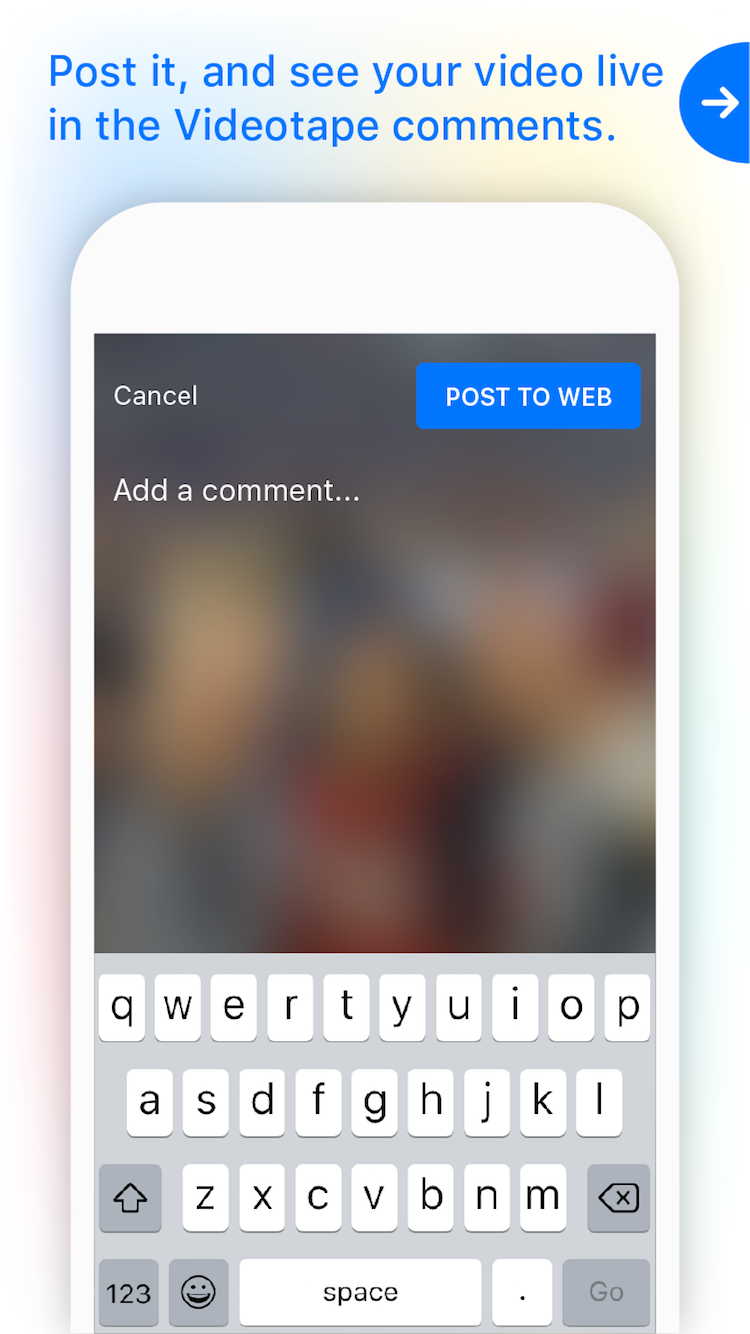 Post it, and see your video live
in the Videotape comments.
Cancel
POST TO WEB
Add a comment...
q w e r t y u i o p
a s d f g h j k l
z x c v b n m
123 space . Go